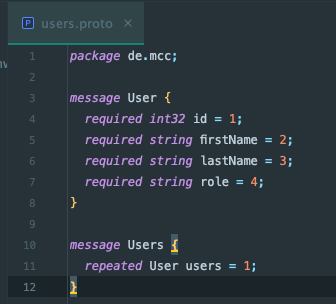 users.proto
1 package de.mcc;
2
3 message User {
4 required int32 id = 1;
5 required string firstName = 2;
6 required string lastName = 3;
7 required string role = 4;
8 }
9
10 message Users {
11 repeated User users = 1;
12 }